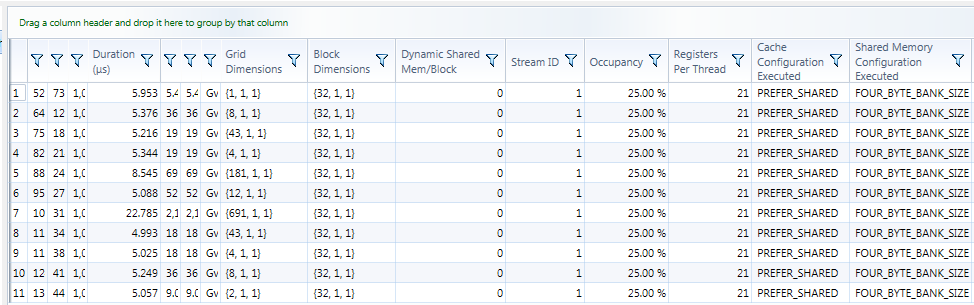 Drag a column header and drop it here to group by that column
Duration (µs) Grid Dimensions Block Dimensions Dynamic Shared Mem/Block Stream ID Occupancy Registers Per Thread Cache Configuration Executed Shared Memory Configuration Executed
1 52 73 1,0 5.953 5.4 5.4 Gv {1, 1, 1} {32, 1, 1} 0 1 25.00 % 21 PREFER_SHARED FOUR_BYTE_BANK_SIZE
2 64 12 1,0 5.376 36 36 Gv {8, 1, 1} {32, 1, 1} 0 1 25.00 % 21 PREFER_SHARED FOUR_BYTE_BANK_SIZE
3 75 18 1,0 5.216 19 19 Gv {43, 1, 1} {32, 1, 1} 0 1 25.00 % 21 PREFER_SHARED FOUR_BYTE_BANK_SIZE
4 82 21 1,0 5.344 19 19 Gv {4, 1, 1} {32, 1, 1} 0 1 25.00 % 21 PREFER_SHARED FOUR_BYTE_BANK_SIZE
5 88 24 1,0 8.545 69 69 Gv {181, 1, 1} {32, 1, 1} 0 1 25.00 % 21 PREFER_SHARED FOUR_BYTE_BANK_SIZE
6 95 27 1,0 5.088 52 52 Gv {12, 1, 1} {32, 1, 1} 0 1 25.00 % 21 PREFER_SHARED FOUR_BYTE_BANK_SIZE
7 10 31 1,0 22.785 2,1 2,1 Gv {691, 1, 1} {32, 1, 1} 0 1 25.00 % 21 PREFER_SHARED FOUR_BYTE_BANK_SIZE
8 11 34 1,0 4.993 18 18 Gv {43, 1, 1} {32, 1, 1} 0 1 25.00 % 21 PREFER_SHARED FOUR_BYTE_BANK_SIZE
9 11 38 1,0 5.025 18 18 Gv {4, 1, 1} {32, 1, 1} 0 1 25.00 % 21 PREFER_SHARED FOUR_BYTE_BANK_SIZE
10 12 41 1,0 5.249 36 36 Gv {8, 1, 1} {32, 1, 1} 0 1 25.00 % 21 PREFER_SHARED FOUR_BYTE_BANK_SIZE
11 13 44 1,0 5.057 9.0 9.0 Gv {2, 1, 1} {32, 1, 1} 0 1 25.00 % 21 PREFER_SHARED FOUR_BYTE_BANK_SIZE